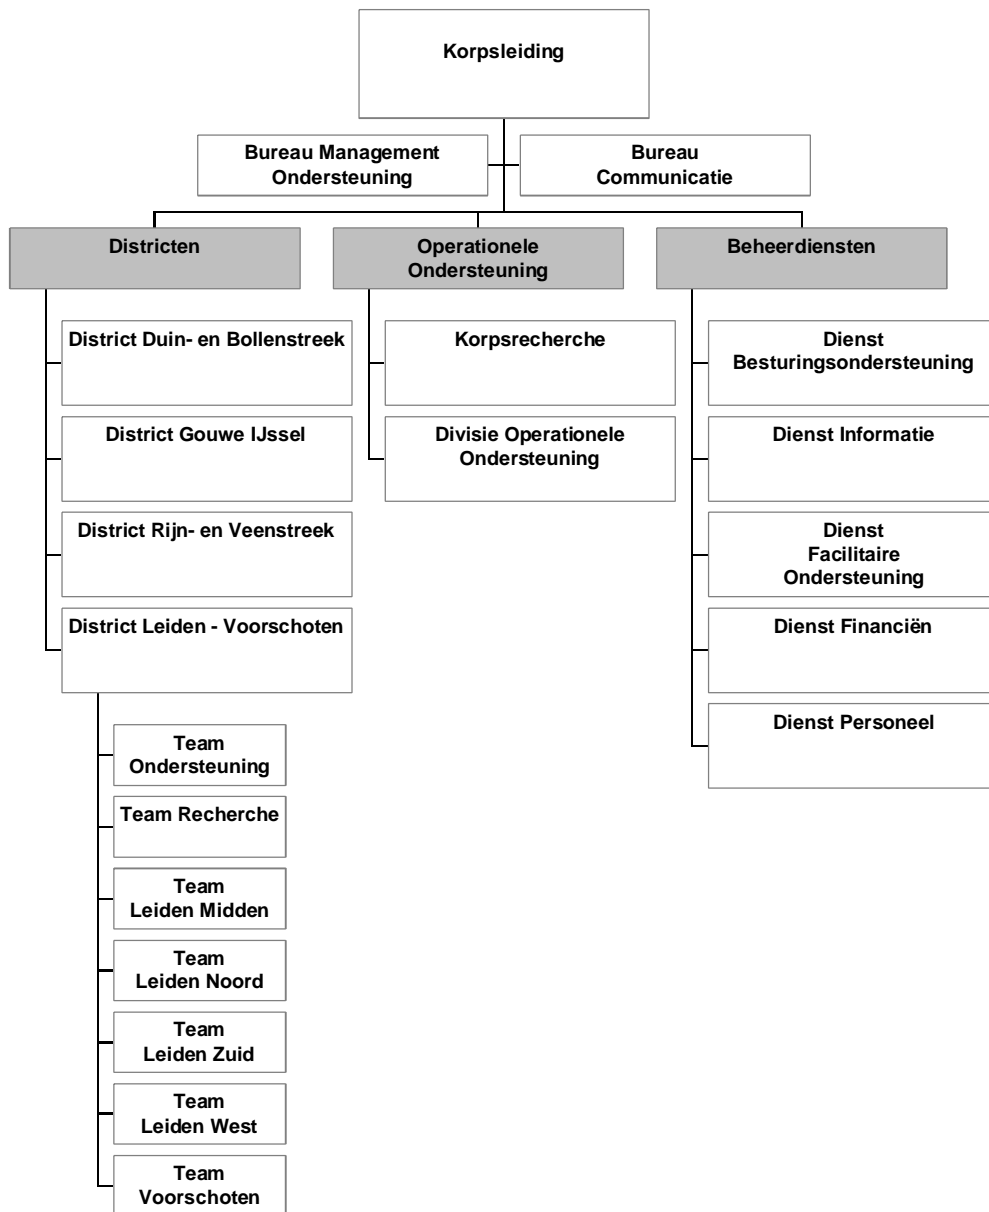 Korpsleiding
Bureau Management
Ondersteuning
Bureau
Communicatie
Districten
Operationele
Ondersteuning
Beheerdiensten
District Duin- en Bollenstreek
District Gouwe IJssel
District Rijn- en Veenstreek
District Leiden - Voorschoten
Team
Ondersteuning
Team Recherche
Team
Leiden Midden
Team
Leiden Noord
Team
Leiden Zuid
Team
Leiden West
Team
Voorschoten
Korpsrecherche
Divisie Operationele
Ondersteuning
Dienst
Besturingsondersteuning
Dienst Informatie
Dienst
Facilitaire
Ondersteuning
Dienst Financiën
Dienst Personeel